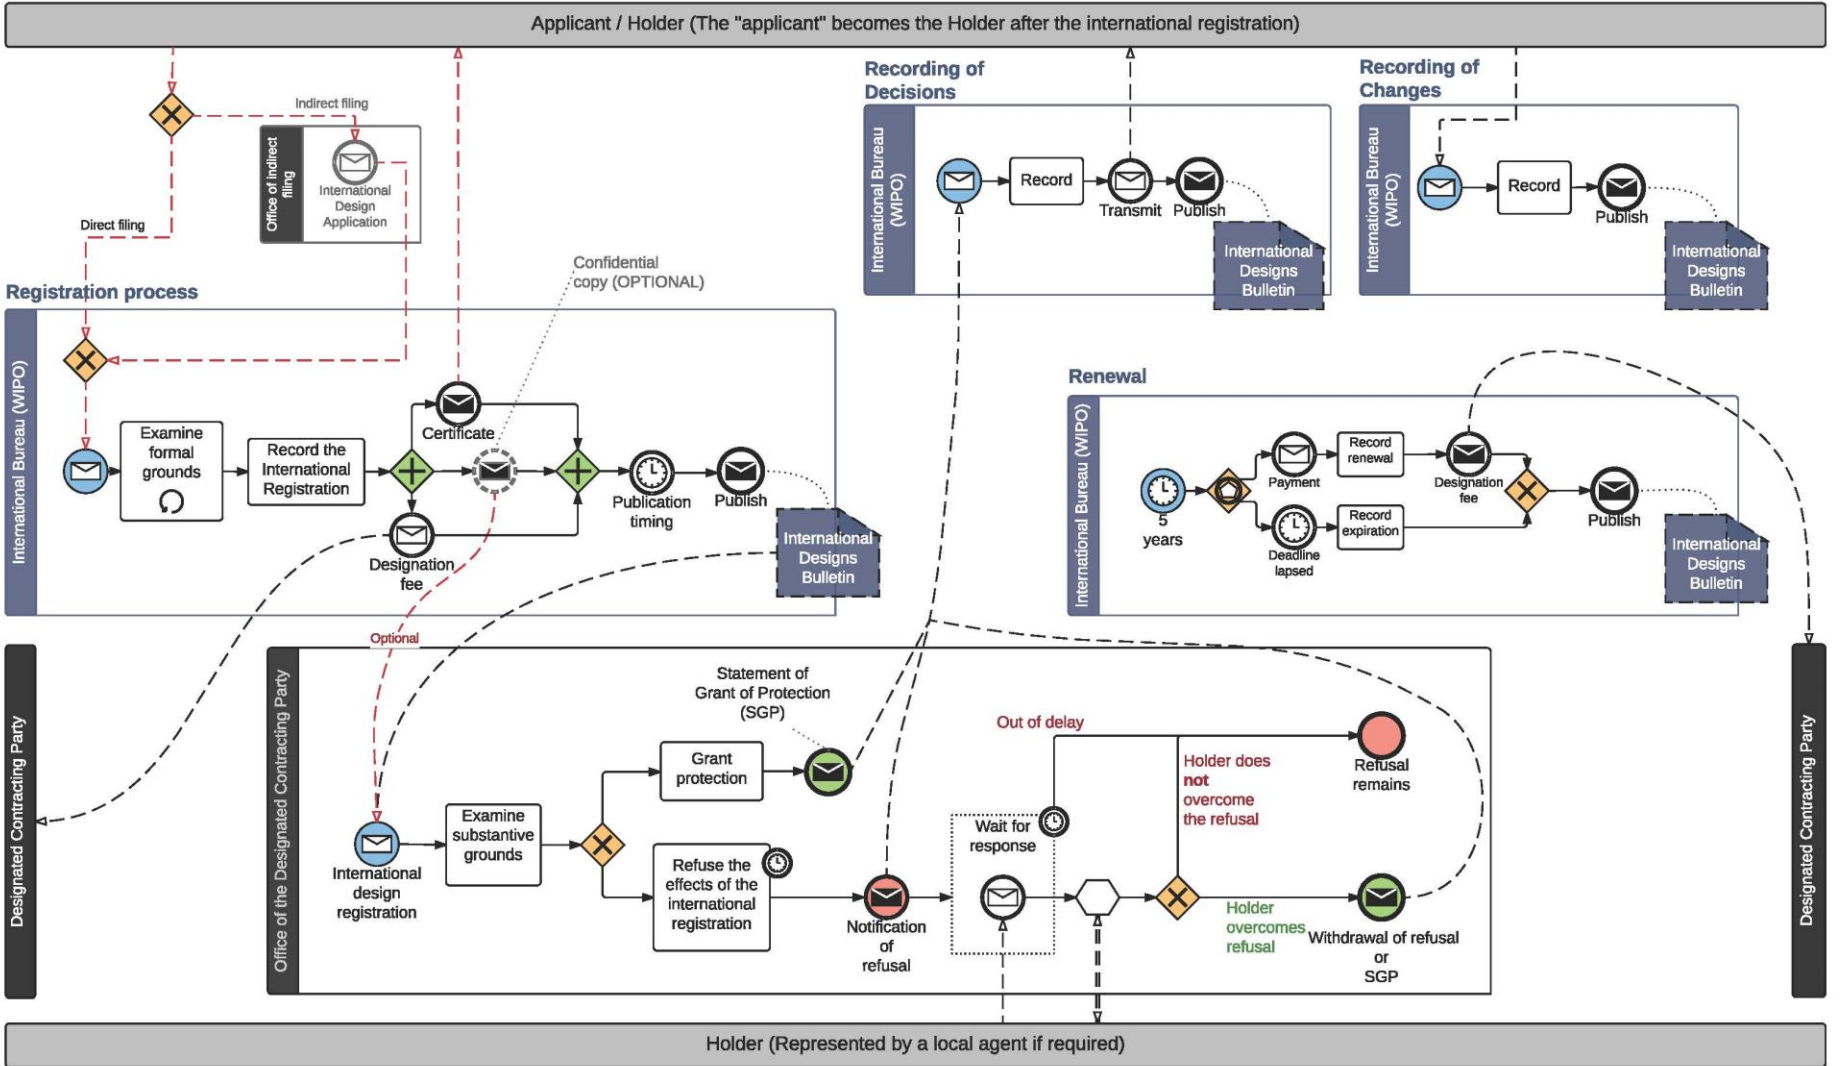 Applicant / Holder (The "applicant" becomes the Holder after the international registration)
Indirect filing
Office of indirect
filing
International
Design
Application
Direct filing
Recording of
Decisions
International Bureau
(WIPO)
Record
Transmit
Publish
International
Designs
Bulletin
Recording of
Changes
International Bureau
(WIPO)
Record
Publish
International
Designs
Bulletin
Registration process
International Bureau (WIPO)
Confidential
copy (OPTIONAL)
Examine
formal
grounds
Record the
International
Registration
Certificate
Designation
fee
Publication
timing
Publish
International
Designs
Bulletin
Optional
Renewal
International Bureau (WIPO)
5
years
Payment
Record
renewal
Designation
fee
Deadline
lapsed
Record
expiration
Publish
International
Designs
Bulletin
Designated Contracting Party
Office of the Designated Contracting Party
International
design
registration
Examine
substantive
grounds
Grant
protection
Statement of
Grant of Protection
(SGP)
Refuse the
effects of the
international
registration
Notification
of
refusal
Wait for
response
Out of delay
Holder does
not
overcome
the refusal
Refusal
remains
Holder
overcomes
refusal
Withdrawal of refusal
or
SGP
Designated Contracting Party
Holder (Represented by a local agent if required)